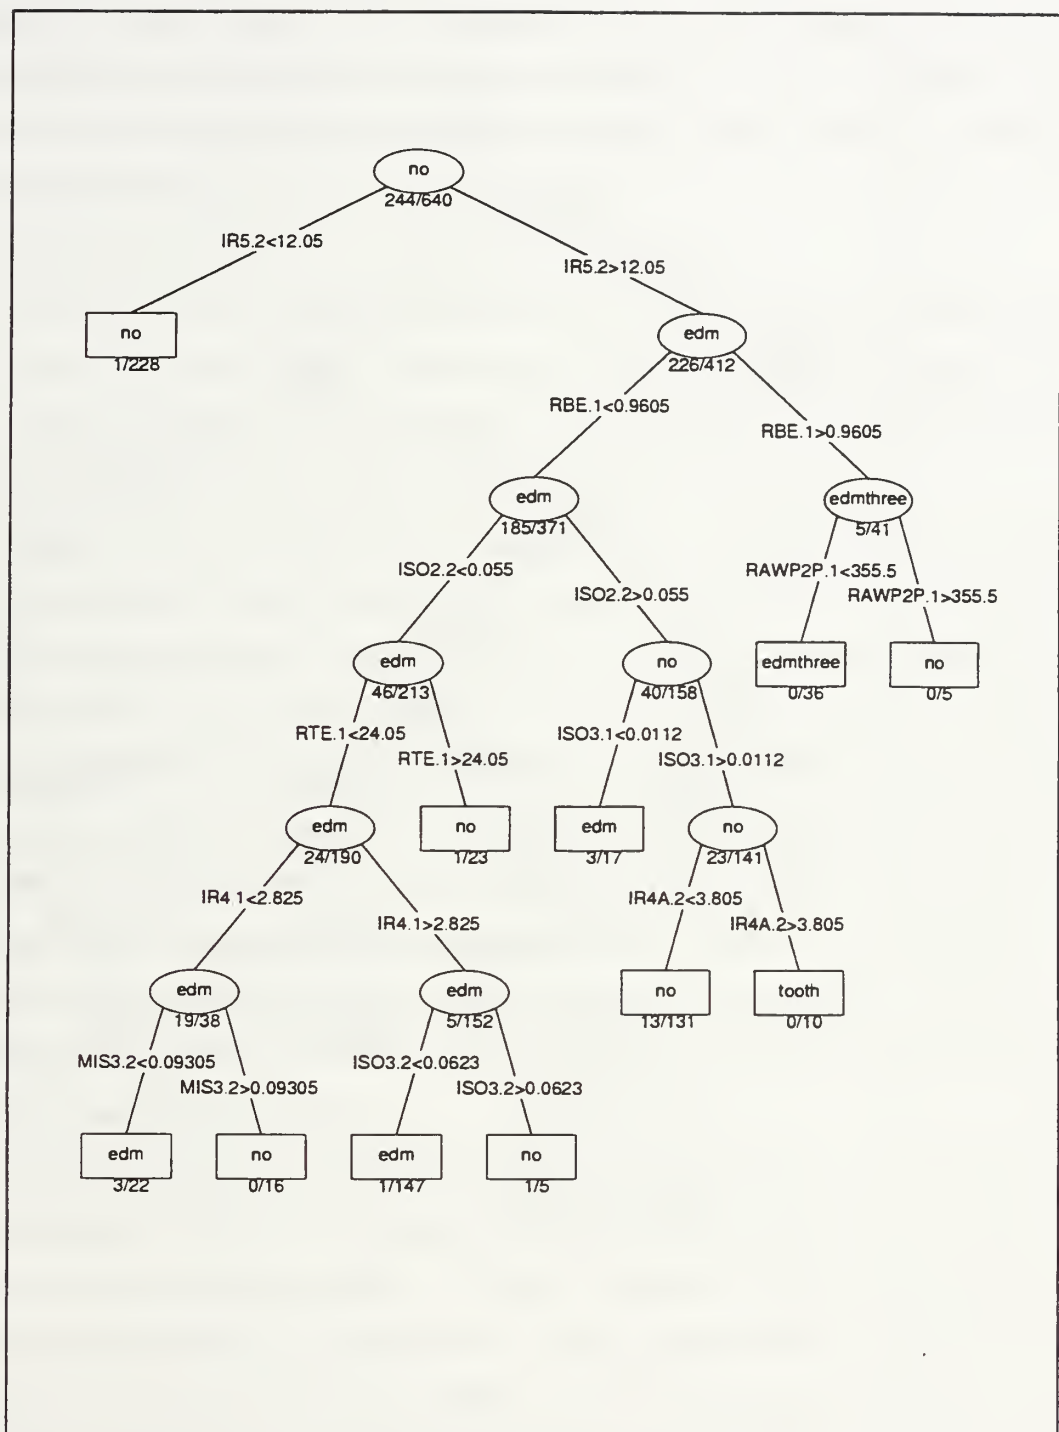 no
244/640
IR5.2<12.05
IR5.2>12.05
no
1/228
edm
226/412
RBE.1<0.9605
RBE.1>0.9605
edm
185/371
edmthree
5/41
ISO2.2<0.055
ISO2.2>0.055
RAWP2P.1<355.5
RAWP2P.1>355.5
edm
46/213
no
40/158
edmthree
0/36
no
0/5
RTE.1<24.05
RTE.1>24.05
ISO3.1<0.0112
ISO3.1>0.0112
edm
24/190
no
1/23
edm
3/17
no
23/141
IR4.1<2.825
IR4.1>2.825
IR4A.2<3.805
IR4A.2>3.805
edm
19/38
edm
5/152
no
13/131
tooth
0/10
MIS3.2<0.09305
MIS3.2>0.09305
ISO3.2<0.0623
ISO3.2>0.0623
edm
3/22
no
0/16
edm
1/147
no
1/5